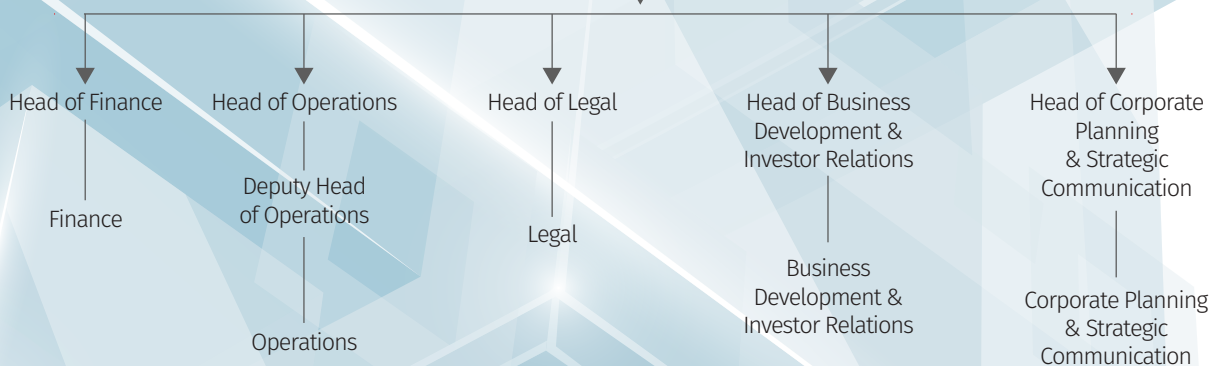 Head of Finance
Finance
Head of Operations
Deputy Head
of Operations
Operations
Head of Legal
Legal
Head of Business
Development &
Investor Relations
Business
Development &
Investor Relations
Head of Corporate
Planning
& Strategic
Communication
Corporate Planning
& Strategic
Communication